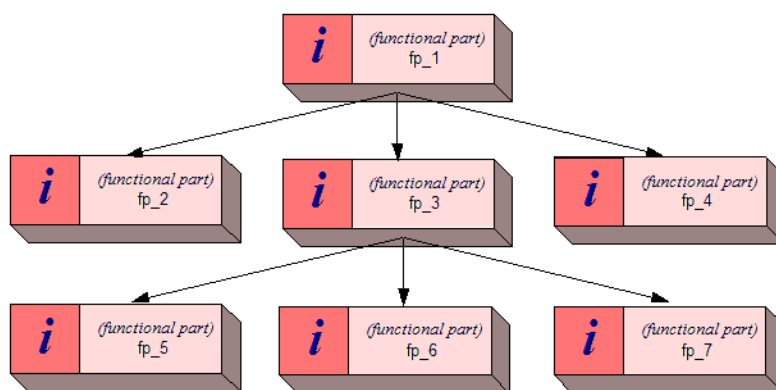 i
(functional part)
fp_1
i
(functional part)
fp_2
i
(functional part)
fp_3
i
(functional part)
fp_4
i
(functional part)
fp_5
i
(functional part)
fp_6
i
(functional part)
fp_7